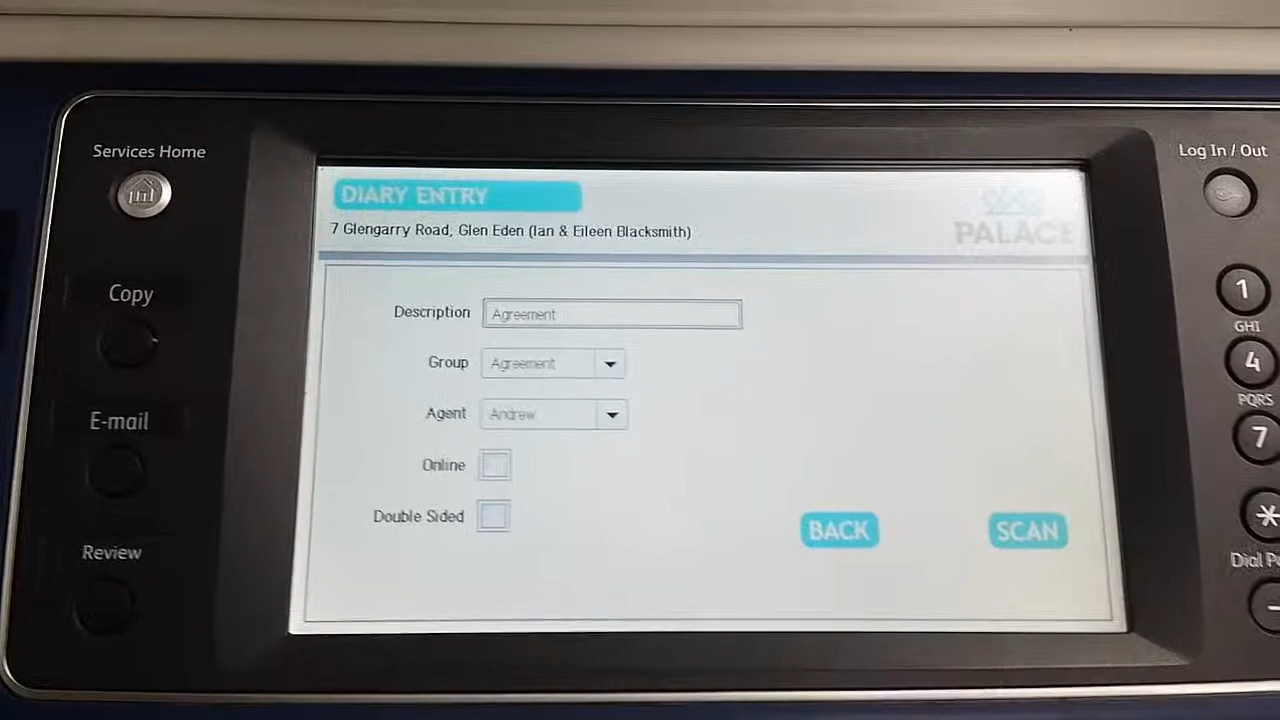 Services Home
Log In / Out
DIARY ENTRY
7 Glengarry Road, Glen Eden (Ian & Eileen Blacksmith)
PALACE
Copy
E-mail
Review
Description Agreement
Group Agreement
Agent Andrew
Online
Double Sided
BACK SCAN
1
GHI
4
PQRS
7
*
Dial
-